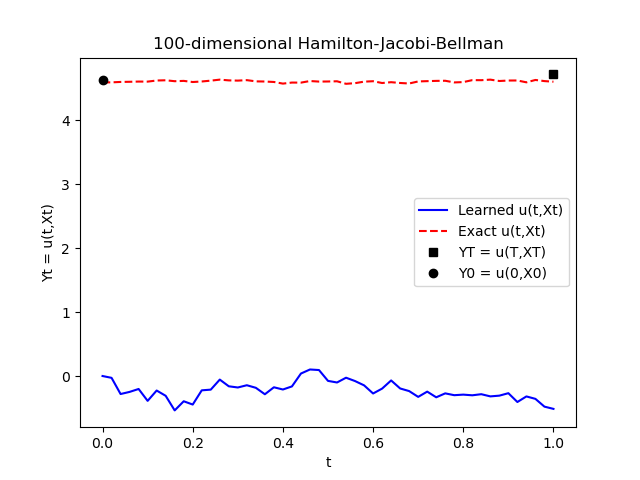 100-dimensional Hamilton-Jacobi-Bellman
Yt = u(t,Xt)
4
3
2
1
0
Learned u(t,Xt)
Exact u(t,Xt)
YT = u(T,XT)
Y0 = u(0,X0)
0.0 0.2 0.4 0.6 0.8 1.0
t